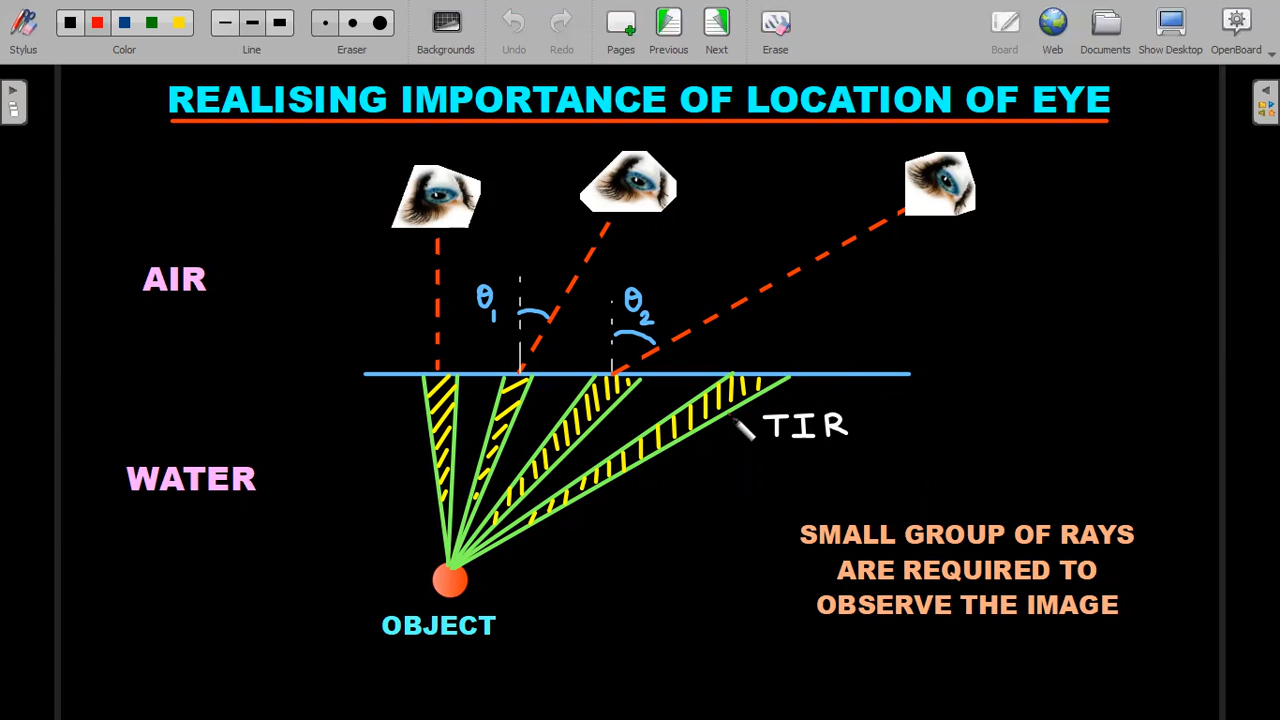 Stylus
Color
Line
Eraser
Backgrounds
Undo
Redo
Pages
Previous
Next
Erase
Board
Web
Documents
Show Desktop
OpenBoard
REALISING IMPORTANCE OF LOCATION OF EYE
AIR
θ1
θ2
TIR
WATER
SMALL GROUP OF RAYS
ARE REQUIRED TO
OBSERVE THE IMAGE
OBJECT